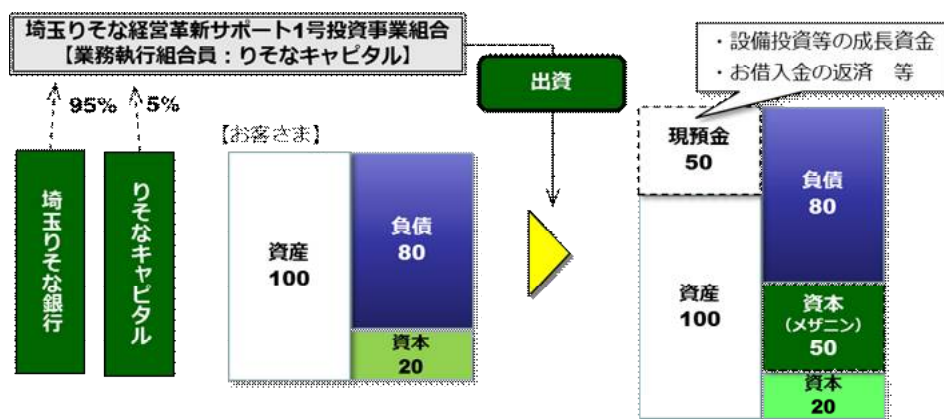 埼玉りそな経営革新サポート1号投資事業組合
【業務執行組合員：りそなキャピタル】
95%
5%
埼玉りそな銀行
りそなキャピタル
出資
・設備投資等の成長資金
・お借入金の返済　等
【お客さま】
資産
100
負債
80
資本
20
現預金
50
資産
100
負債
80
資本
（メザニン）
50
資本
20